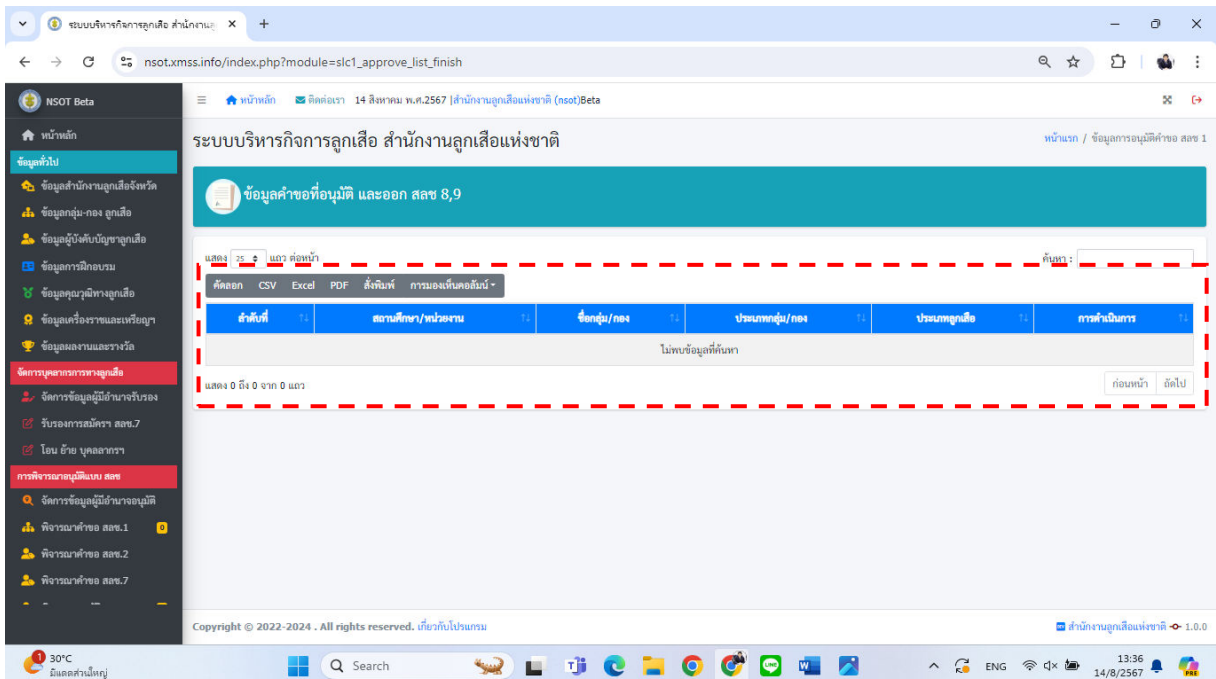 ระบบบริหารกิจการลูกเสือ สำนักงานลู
nsot.xmss.info/index.php?module=slc1_approve_list_finish
NSOT Beta
หน้าหลัก ติดต่อเรา 14 สิงหาคม พ.ศ.2567 |สำนักงานลูกเสือแห่งชาติ (nsot)Beta
หน้าหลัก
ระบบบริหารกิจการลูกเสือ สำนักงานลูกเสือแห่งชาติ
หน้าแรก / ข้อมูลการอนุมัติคำขอ สลช 1
ข้อมูลทั่วไป
ข้อมูลสำนักงานลูกเสือจังหวัด
ข้อมูลกลุ่ม-กอง ลูกเสือ
ข้อมูลผู้บังคับบัญชาลูกเสือ
ข้อมูลการฝึกอบรม
ข้อมูลคุณวุฒิทางลูกเสือ
ข้อมูลเครื่องราชและเหรียญฯ
ข้อมูลผลงานและรางวัล
จัดการบุคลากรการทางลูกเสือ
จัดการข้อมูลผู้มีอำนาจรับรอง
รับรองการสมัครฯ สลช.7
โอน ย้าย บุคลลากรฯ
การพิจารณาอนุมัติแบบ สลช
จัดการข้อมูลผู้มีอำนาจอนุมัติ
พิจารณาคำขอ สลช.1 0
พิจารณาคำขอ สลช.2
พิจารณาคำขอ สลช.7
ข้อมูลคำขอที่อนุมัติ และออก สลช 8,9
แสดง 25 แถว ต่อหน้า
ค้นหา :
คัดลอก CSV Excel PDF สั่งพิมพ์ การมองเห็นคอลัมน์
ลำดับที่ สถานศึกษา/หน่วยงาน ชื่อกลุ่ม/กอง ประเภทกลุ่ม/กอง ประเภทลูกเสือ การดำเนินการ
ไม่พบข้อมูลที่ค้นหา
แสดง 0 ถึง 0 จาก 0 แถว
ก่อนหน้า ถัดไป
Copyright © 2022-2024 . All rights reserved. เกี่ยวกับโปรแกรม
สำนักงานลูกเสือแห่งชาติ 1.0.0
1
30°C
มีแดดส่วนใหญ่
Search
LINE
ENG
13:36
14/8/2567
PRE